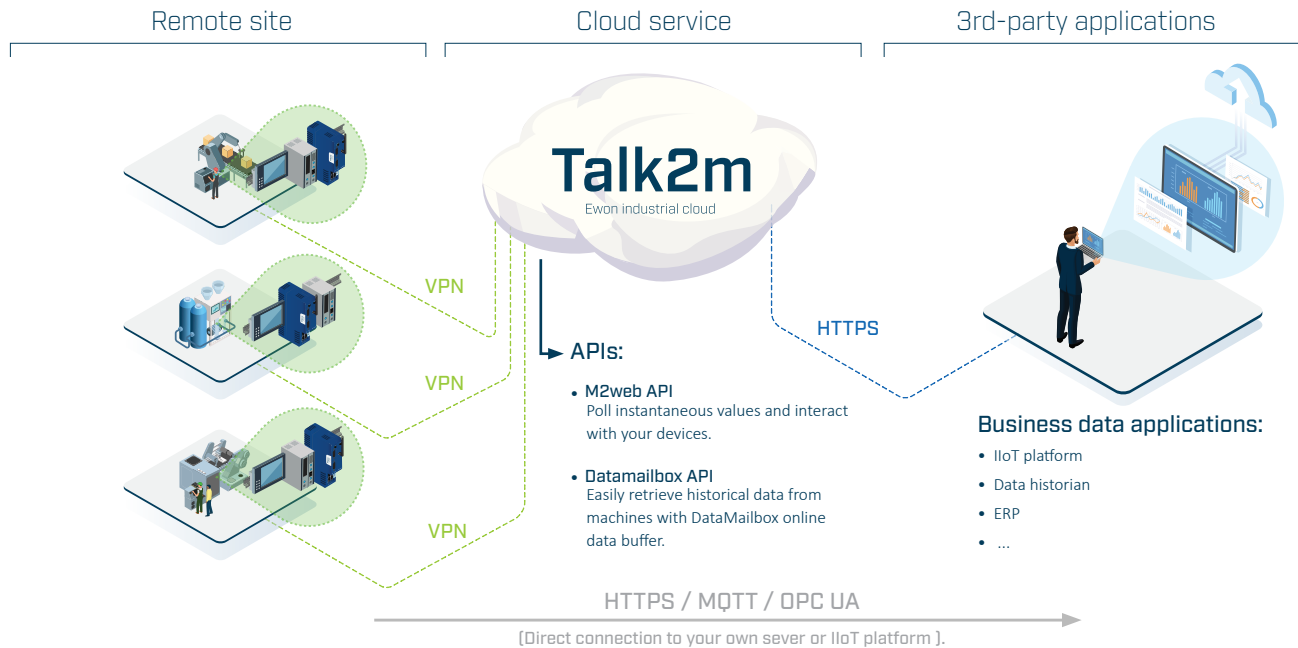 Remote site
Cloud service
3rd-party applications
Talk2m
Ewon industrial cloud
VPN
VPN
VPN
HTTPS
APIs:
• M2web API
Poll instantaneous values and interact
with your devices.
• Datamailbox API
Easily retrieve historical data from
machines with DataMailbox online
data buffer.
Business data applications:
• IIoT platform
• Data historian
• ERP
• ...
HTTPS / MQTT / OPC UA
(Direct connection to your own sever or IIoT platform ).